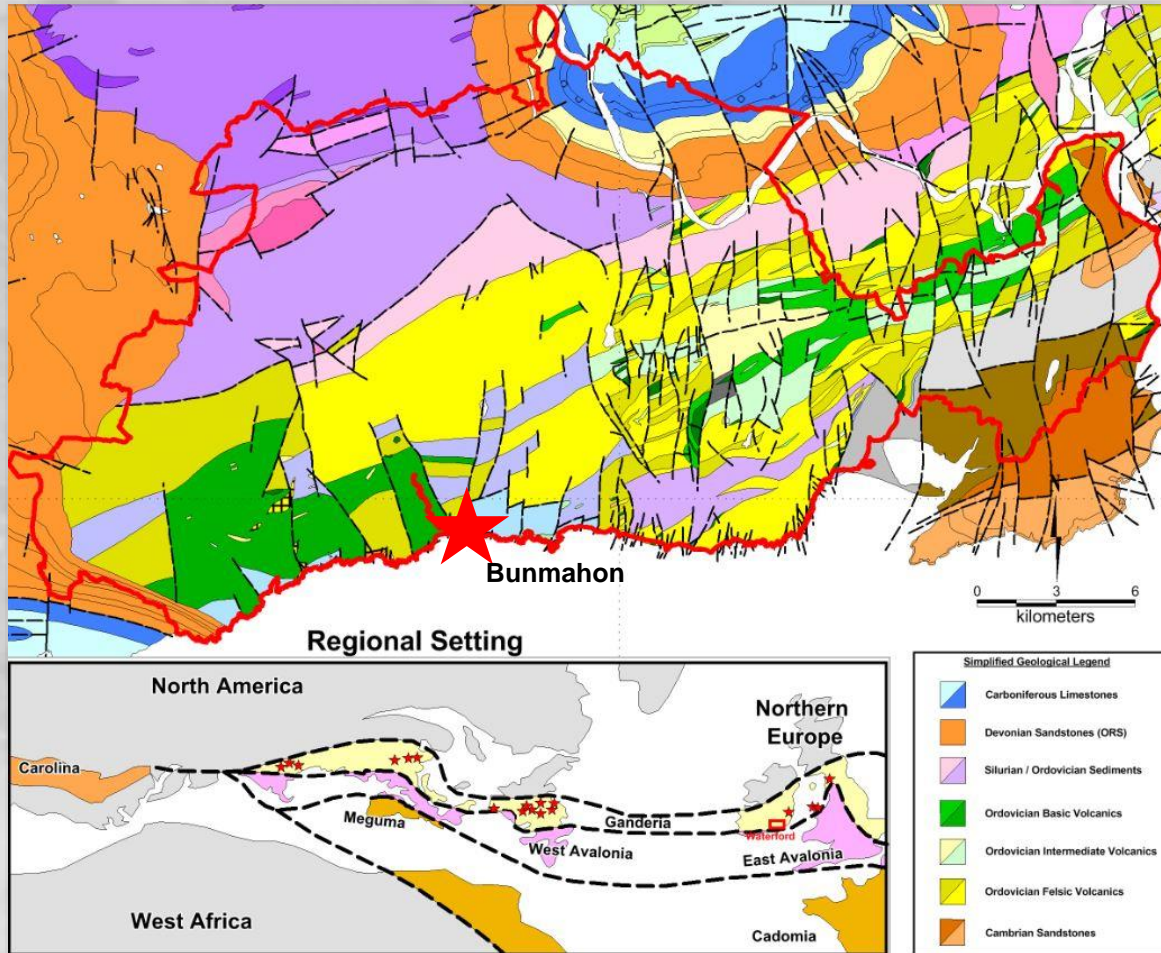 Bunmahon
0 3 6
kilometers
Regional Setting
North America
Northern
Europe
Carolina
Meguma
Ganderia
Waterford
West Avalonia
East Avalonia
West Africa
Cadomia
Simplified Geological Legend
Carboniferous Limestones
Devonian Sandstones (ORS)
Silurian / Ordovician Sediments
Ordovician Basic Volcanics
Ordovician Intermediate Volcanics
Ordovician Felsic Volcanics
Cambrian Sandstones